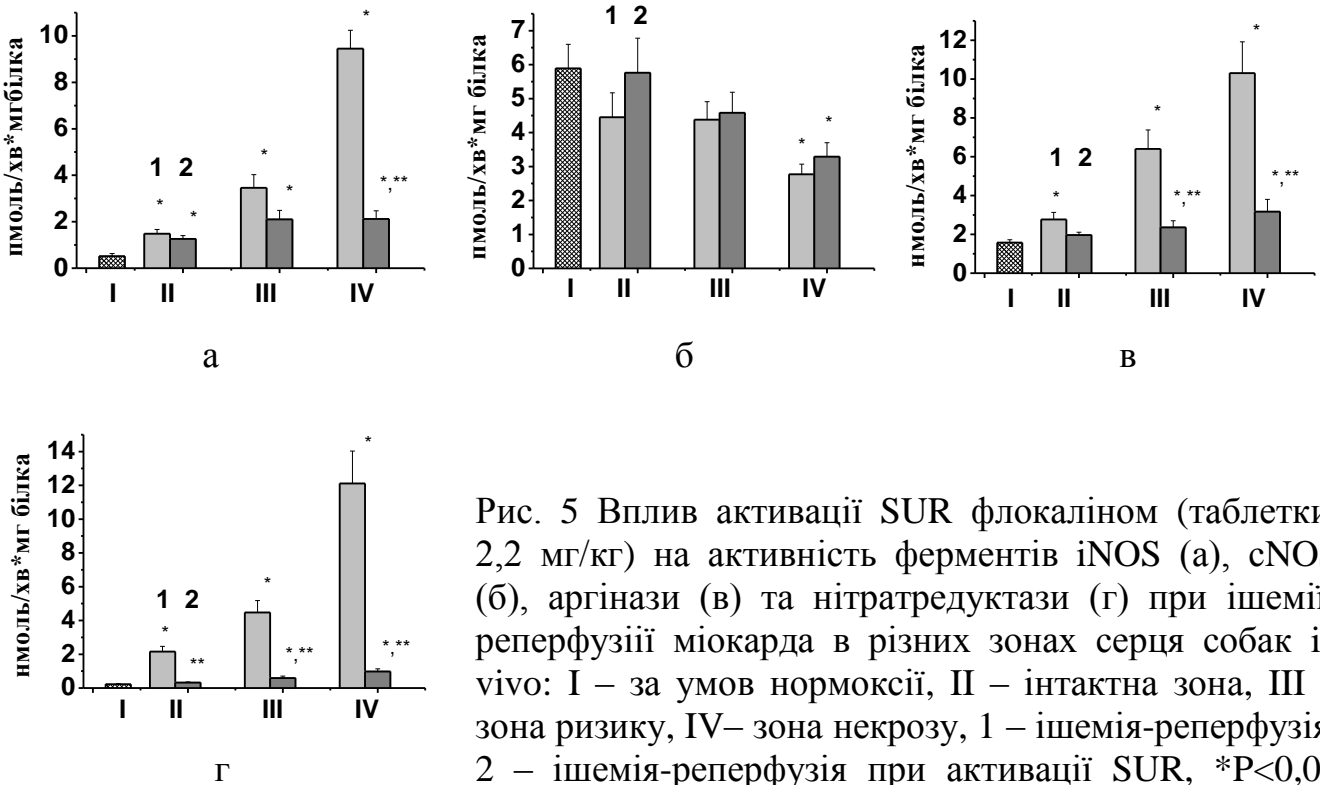 пмоль/хв*мгбілка
10
8
6
4
2
0
1 2
* * * * * *,**
I II III IV
а
пмоль/хв*мг білка
7
6
5
4
3
2
1
0
1 2
* *
I II III IV
б
нмоль/хв*мг білка
12
10
8
6
4
2
0
1 2
* * *,** * *,**
I II III IV
в
нмоль/хв*мг білка
14
12
10
8
6
4
2
0
1 2
* ** * *,** * *,**
I II III IV
г
Рис. 5 Вплив активації SUR флокаліном (таблетки
2,2 мг/кг) на активність ферментів iNOS (а), cNO
(б), аргінази (в) та нітратредуктази (г) при ішемії
реперфузіії міокарда в різних зонах серця собак i
vivo: I – за умов нормоксії, II – інтактна зона, III
зона ризику, IV– зона некрозу, 1 – ішемія-реперфузія
2 – ішемія-реперфузія при активації SUR, *P<0,0